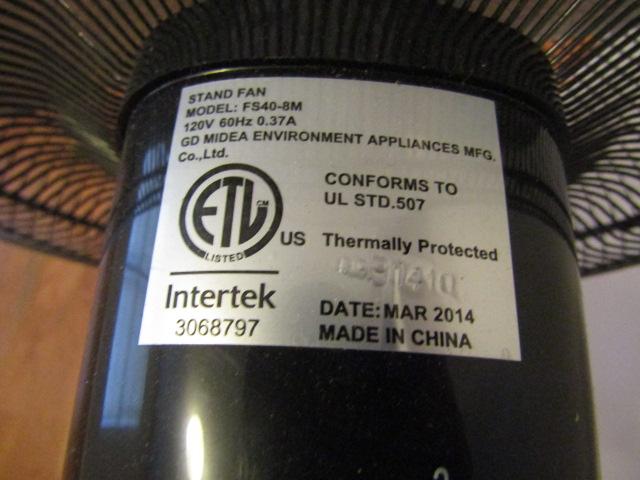 STAND FAN
MODEL: FS40-8M
120V 60Hz 0.37A
GD MIDEA ENVIRONMENT APPLIANCES MFG.
Co.,Ltd.
CONFORMS TO
UL STD.507
ETL CM
LISTED
US
Thermally Protected
Intertek
3068797
DATE: MAR 2014
MADE IN CHINA